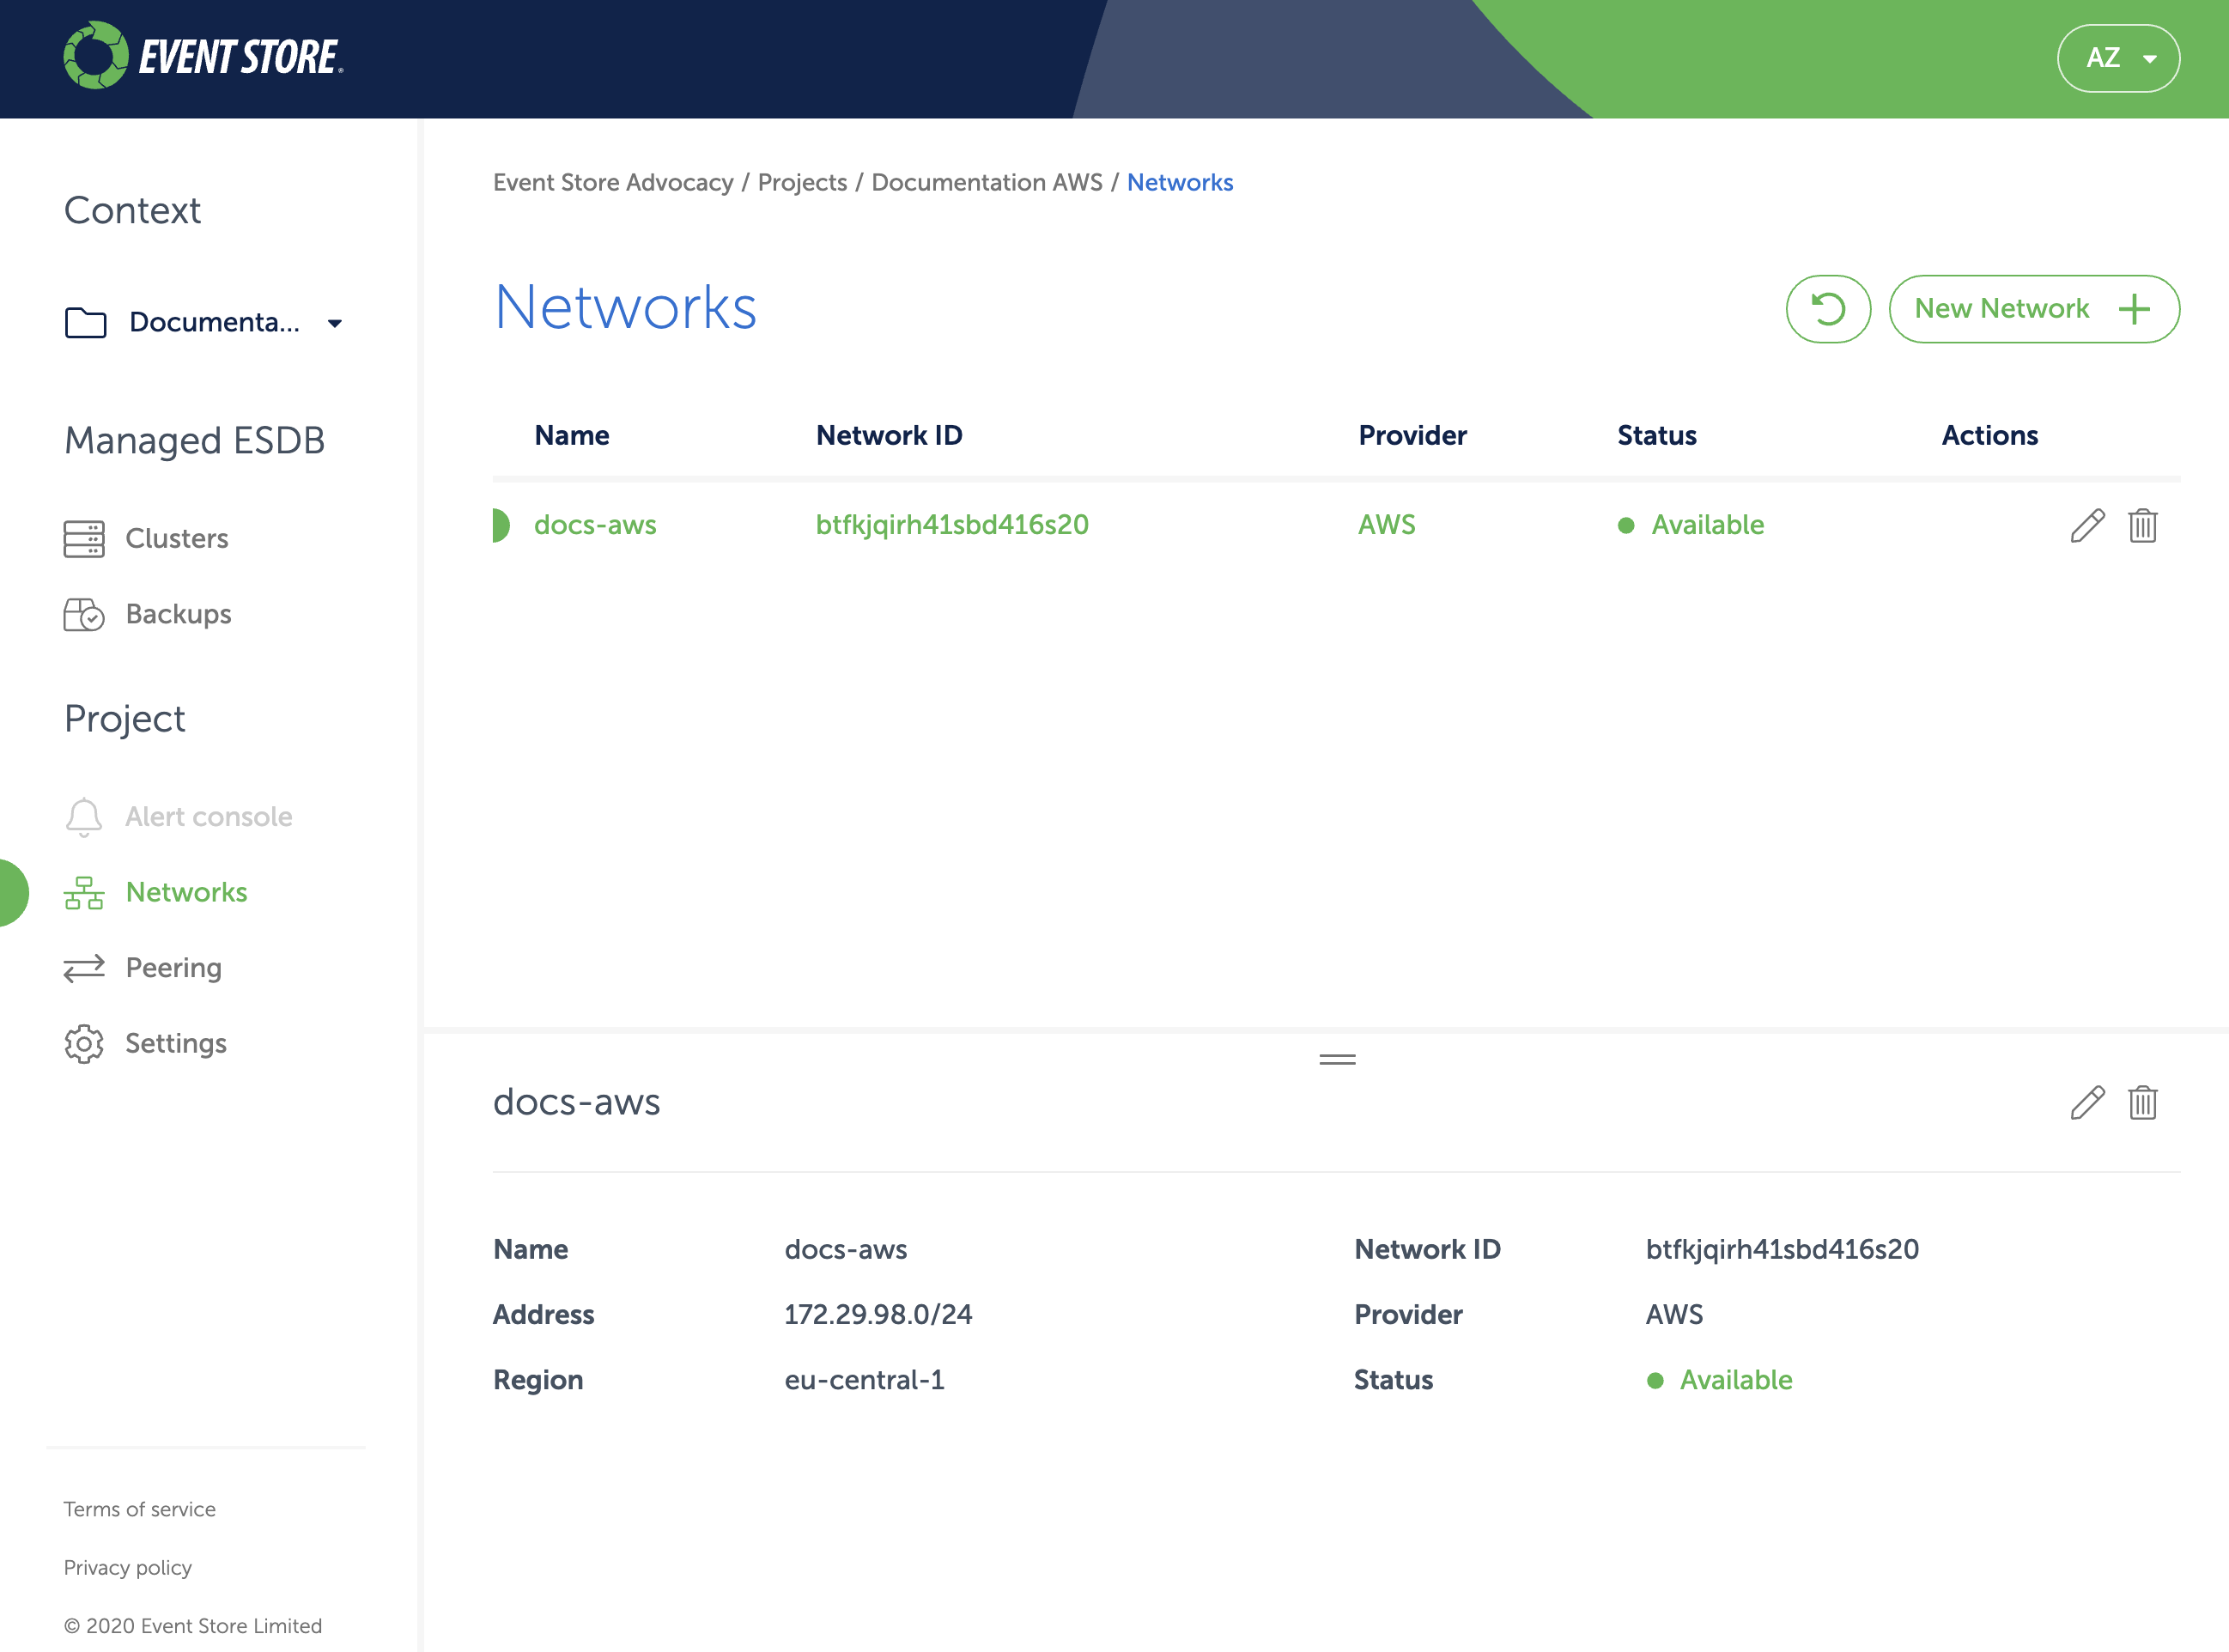 EVENT STORE®
AZ
Context
Documenta...
Managed ESDB
Clusters
Backups
Project
Alert console
Networks
Peering
Settings
Terms of service
Privacy policy
© 2020 Event Store Limited
Event Store Advocacy / Projects / Documentation AWS / Networks
Networks
New Network
Name Network ID Provider Status Actions
docs-aws btfkjqirh41sbd416s20 AWS Available
docs-aws
Name docs-aws Network ID btfkjqirh41sbd416s20
Address 172.29.98.0/24 Provider AWS
Region eu-central-1 Status Available